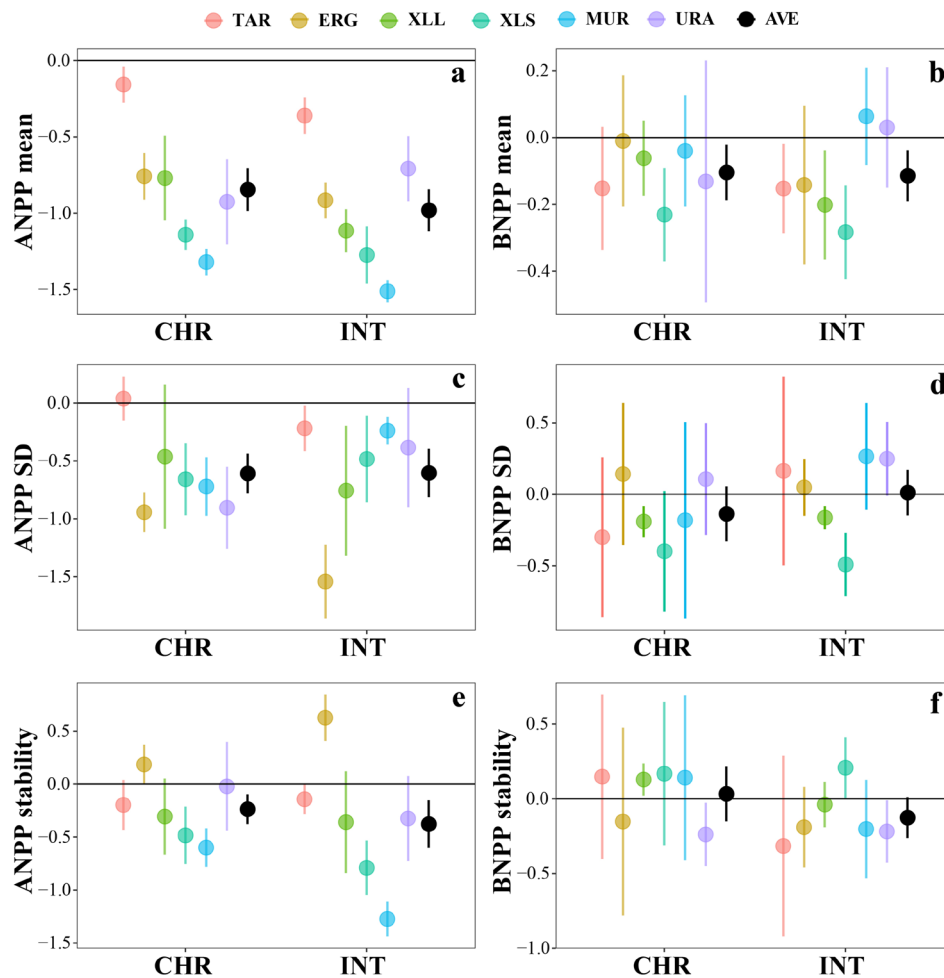 TAR ERG XLL XLS MUR URA AVE
a
ANPP mean
0.0
−0.5
−1.0
−1.5
CHR INT
b
BNPP mean
0.2
0.0
−0.2
−0.4
CHR INT
c
ANPP SD
0.0
−0.5
−1.0
−1.5
CHR INT
d
BNPP SD
0.5
0.0
−0.5
CHR INT
e
ANPP stability
0.5
0.0
−0.5
−1.0
−1.5
CHR INT
f
BNPP stability
0.5
0.0
−0.5
−1.0
CHR INT